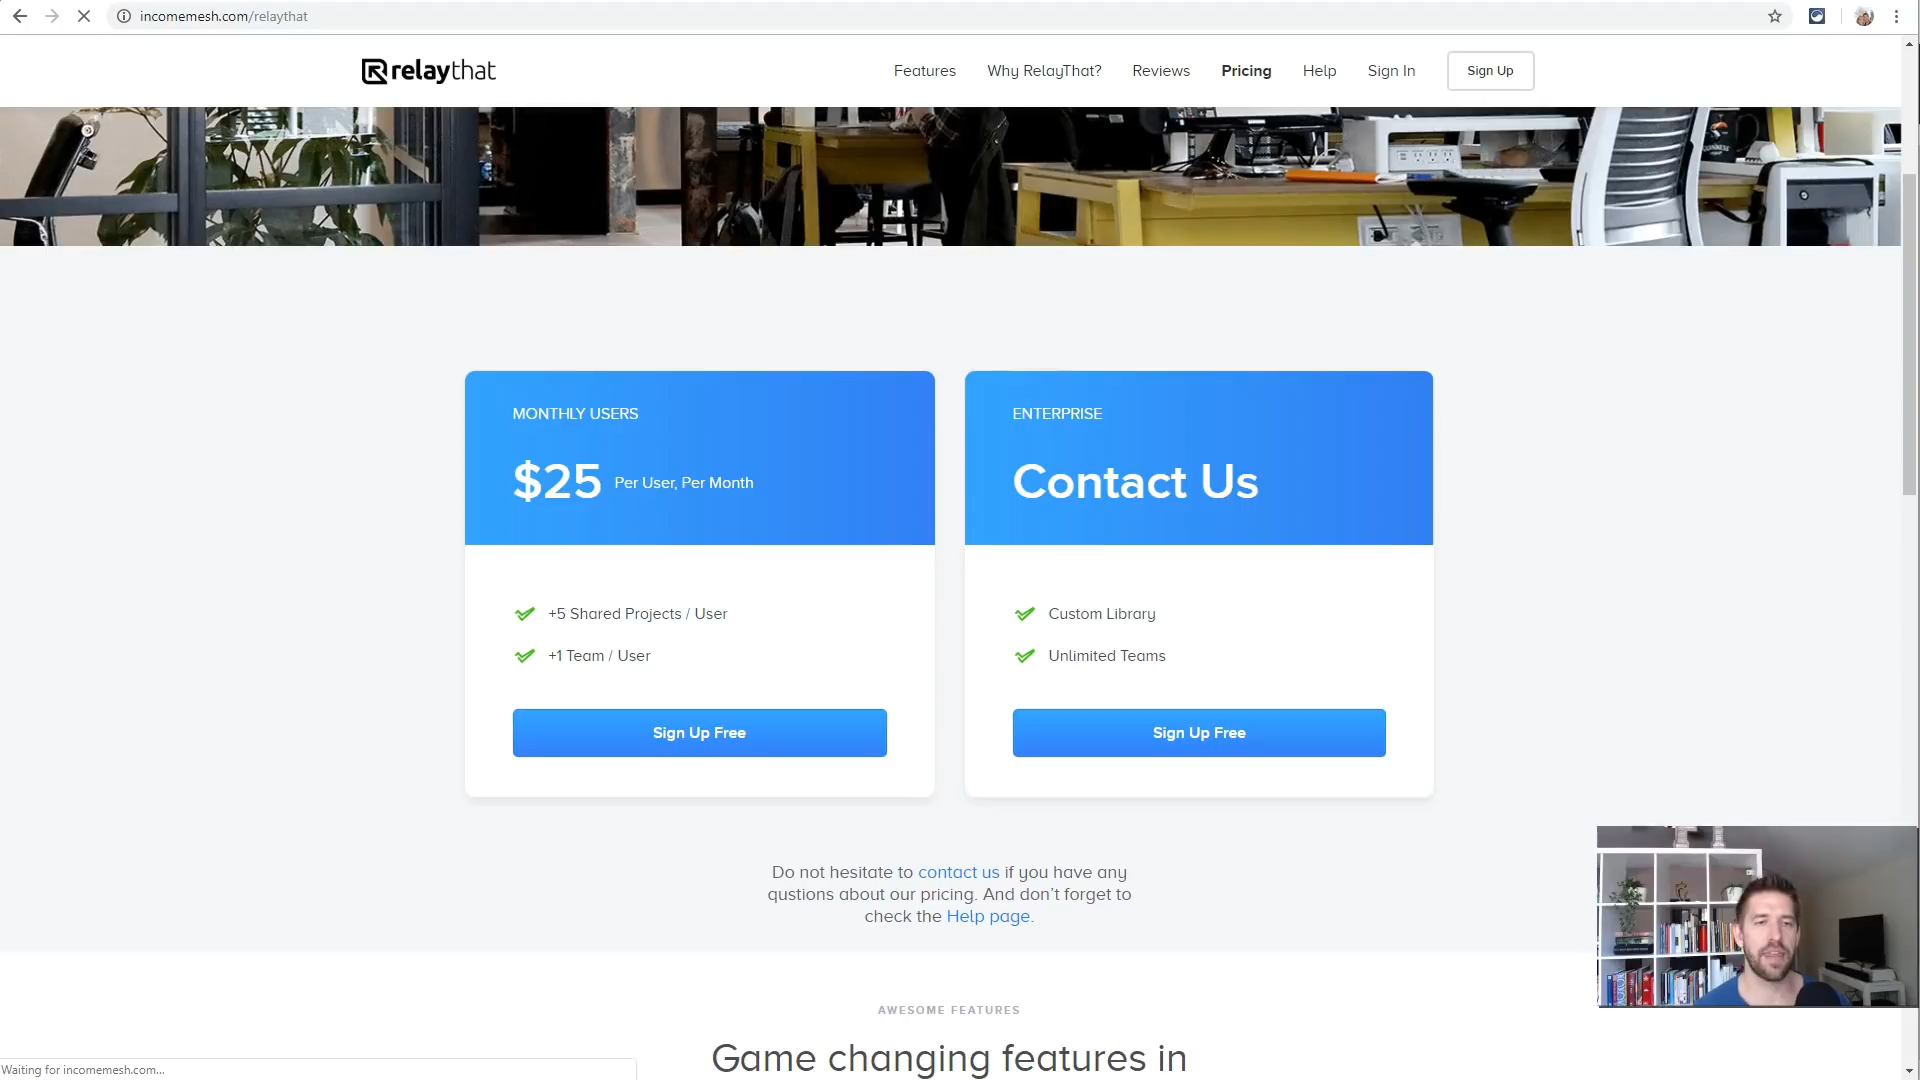 incomemesh.com/relaythat
relaythat
Features
Why RelayThat?
Reviews
Pricing
Help
Sign In
Sign Up
MONTHLY USERS
$25 Per User, Per Month
+5 Shared Projects / User
+1 Team / User
Sign Up Free
ENTERPRISE
Contact Us
Custom Library
Unlimited Teams
Sign Up Free
Do not hesitate to contact us if you have any
qustions about our pricing. And don't forget to
check the Help page.
AWESOME FEATURES
Game changing features in
Waiting for incomemesh.com...